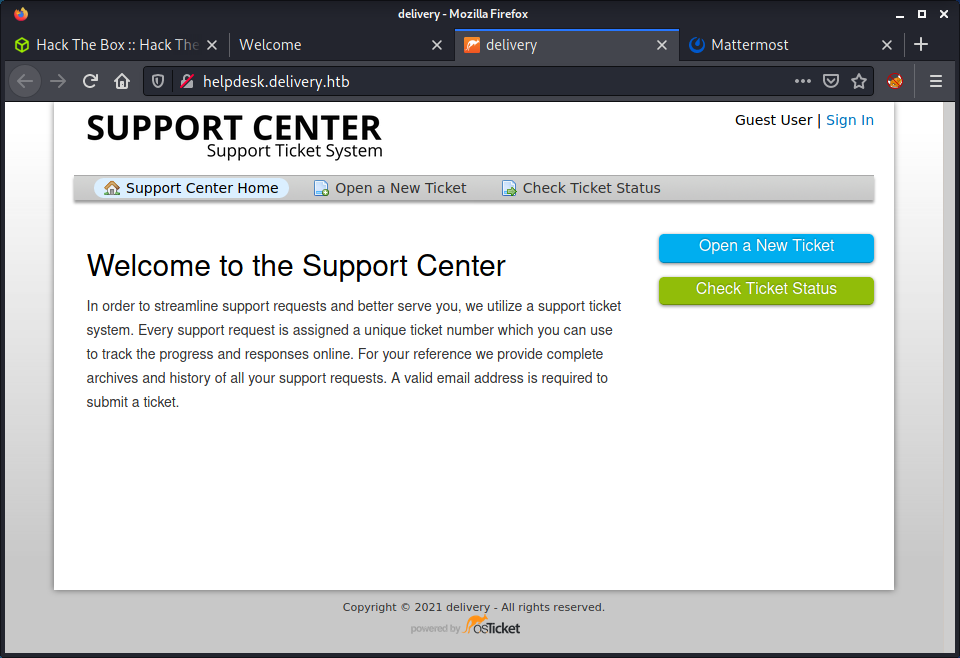 delivery - Mozilla Firefox
Hack The Box :: Hack The
Welcome
delivery
Mattermost
helpdesk.delivery.htb
SUPPORT CENTER
Support Ticket System
Guest User | Sign In
Support Center Home
Open a New Ticket
Check Ticket Status
Open a New Ticket
Check Ticket Status
Welcome to the Support Center
In order to streamline support requests and better serve you, we utilize a support ticket
system. Every support request is assigned a unique ticket number which you can use
to track the progress and responses online. For your reference we provide complete
archives and history of all your support requests. A valid email address is required to
submit a ticket.
Copyright © 2021 delivery - All rights reserved.
powered by osTicket